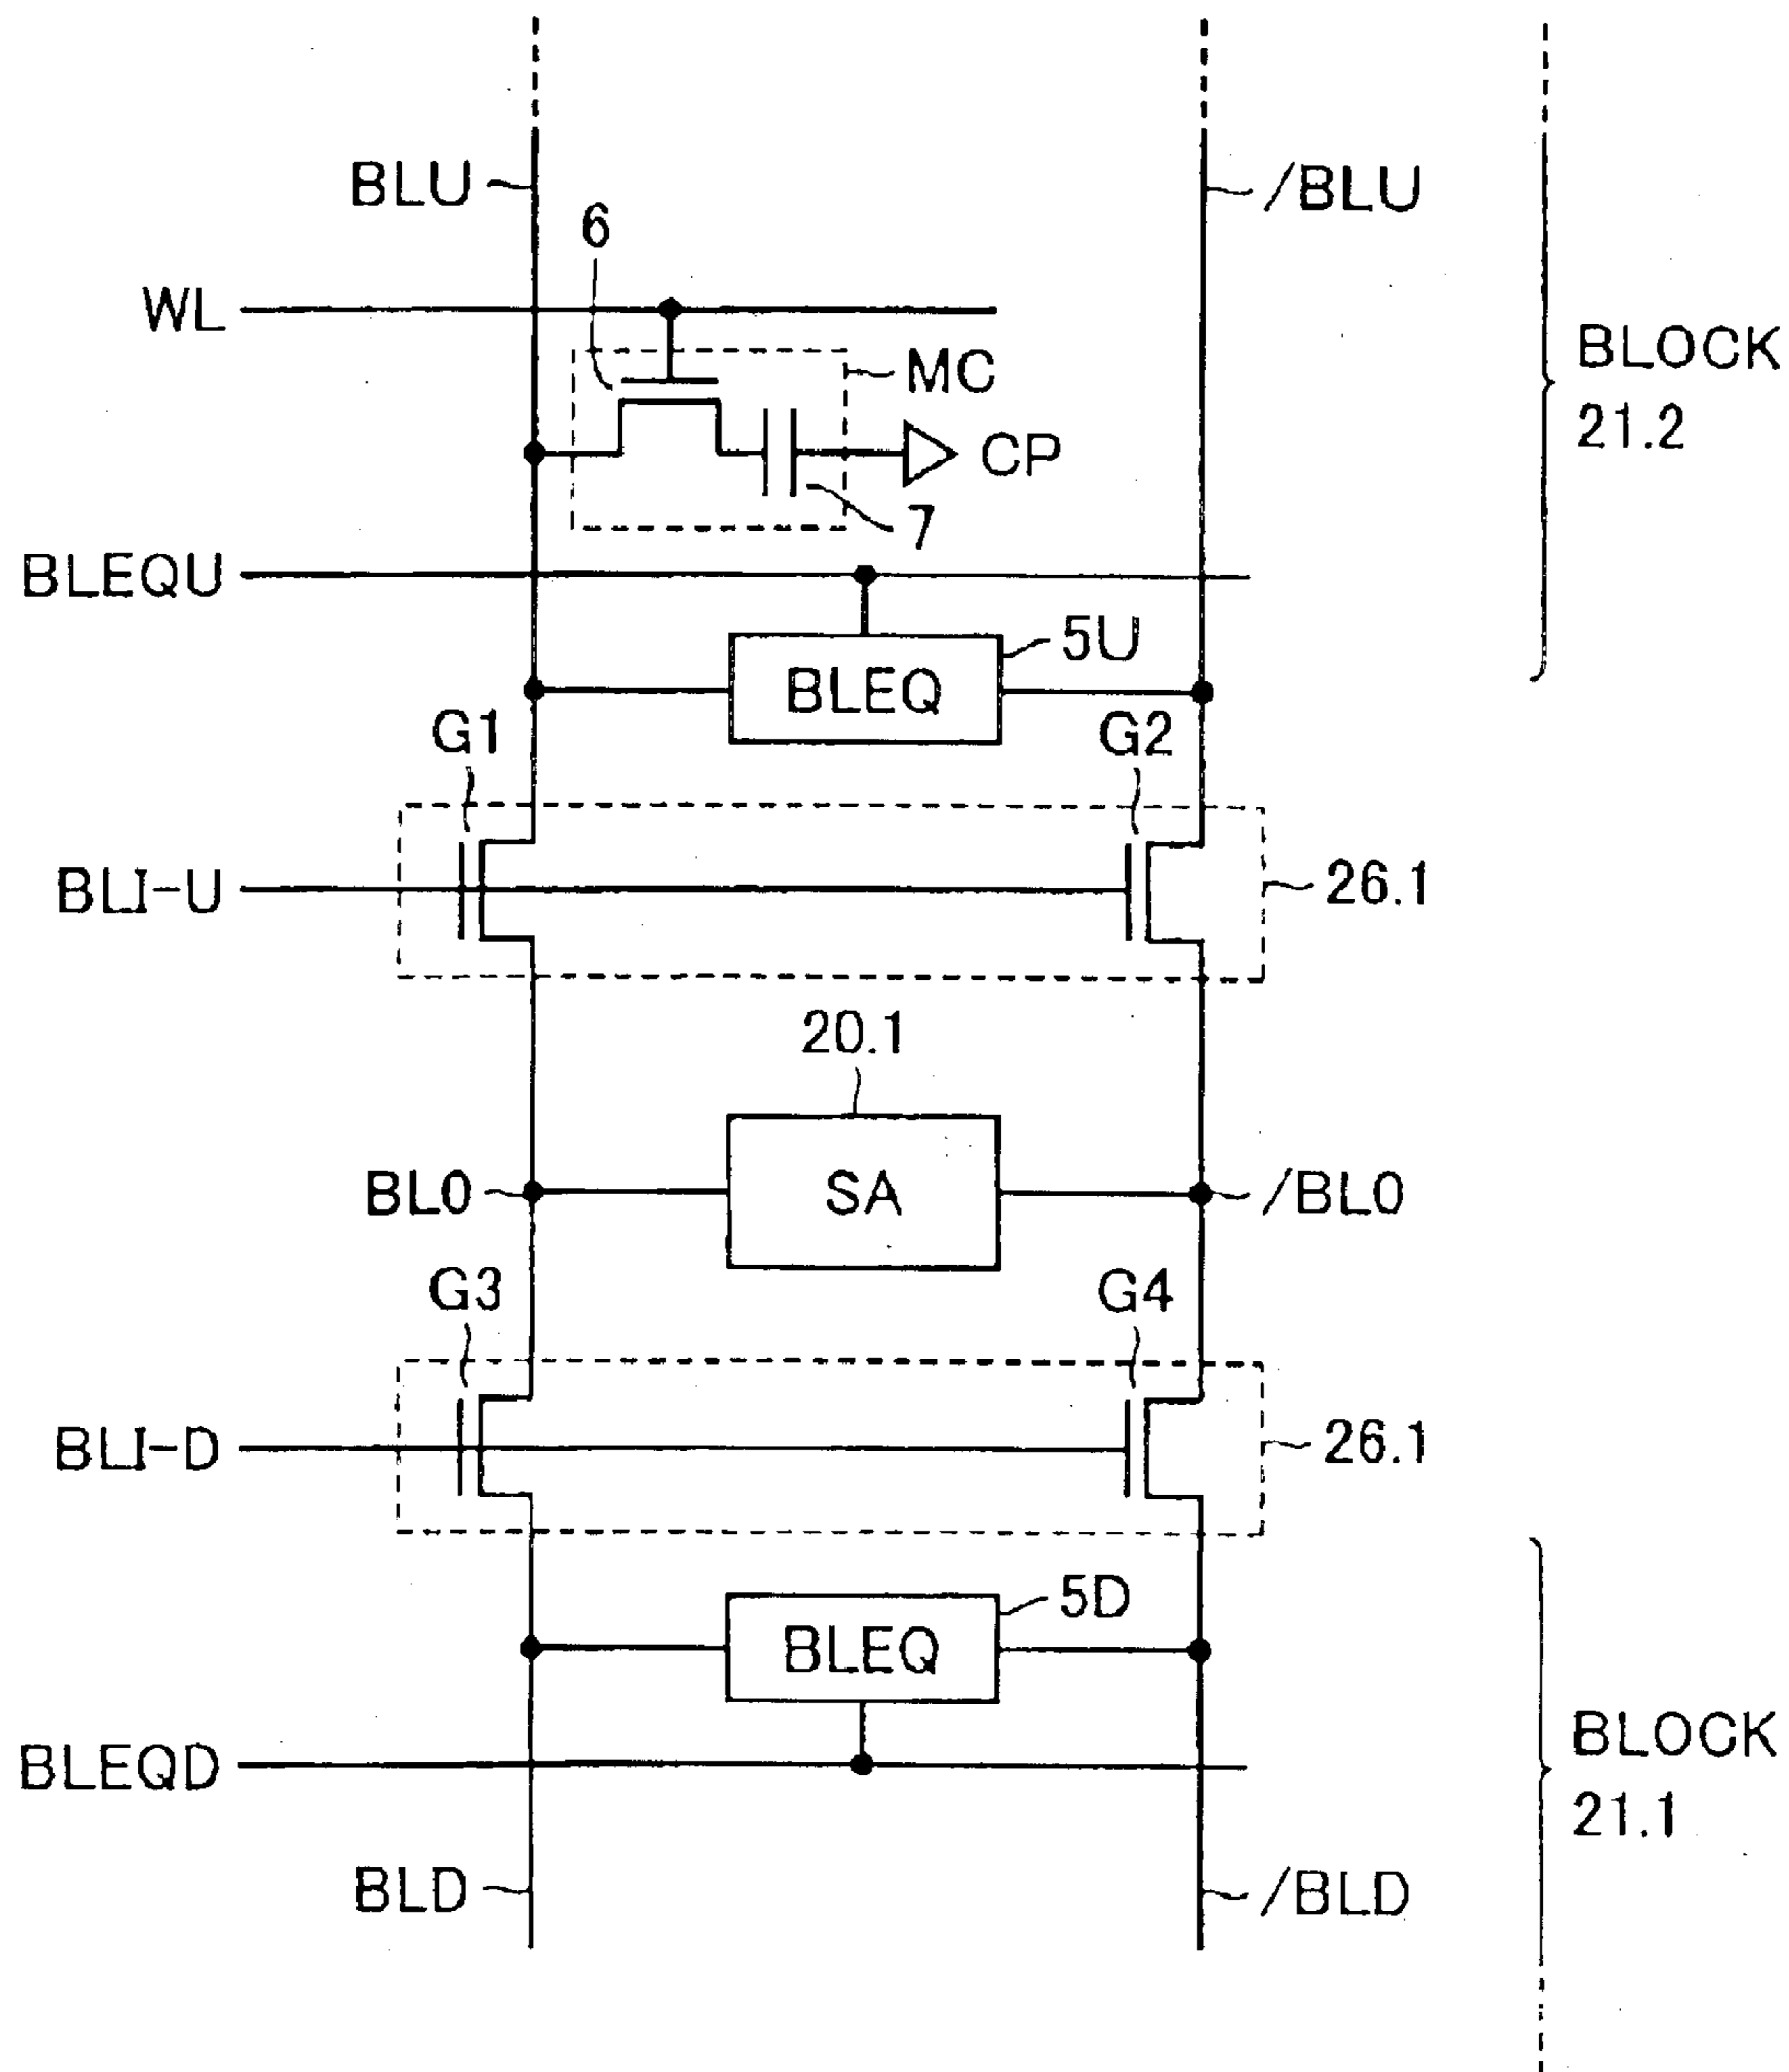 BLU
/BLU
6
WL
MC
BLOCK
21.2
CP
7
BLEQU
5U
BLEQ
G1
G2
BLI-U
26.1
20.1
BL0
SA
/BL0
G3
G4
BLI-D
26.1
5D
BLEQ
BLOCK
21.1
BLEQD
BLD
/BLD